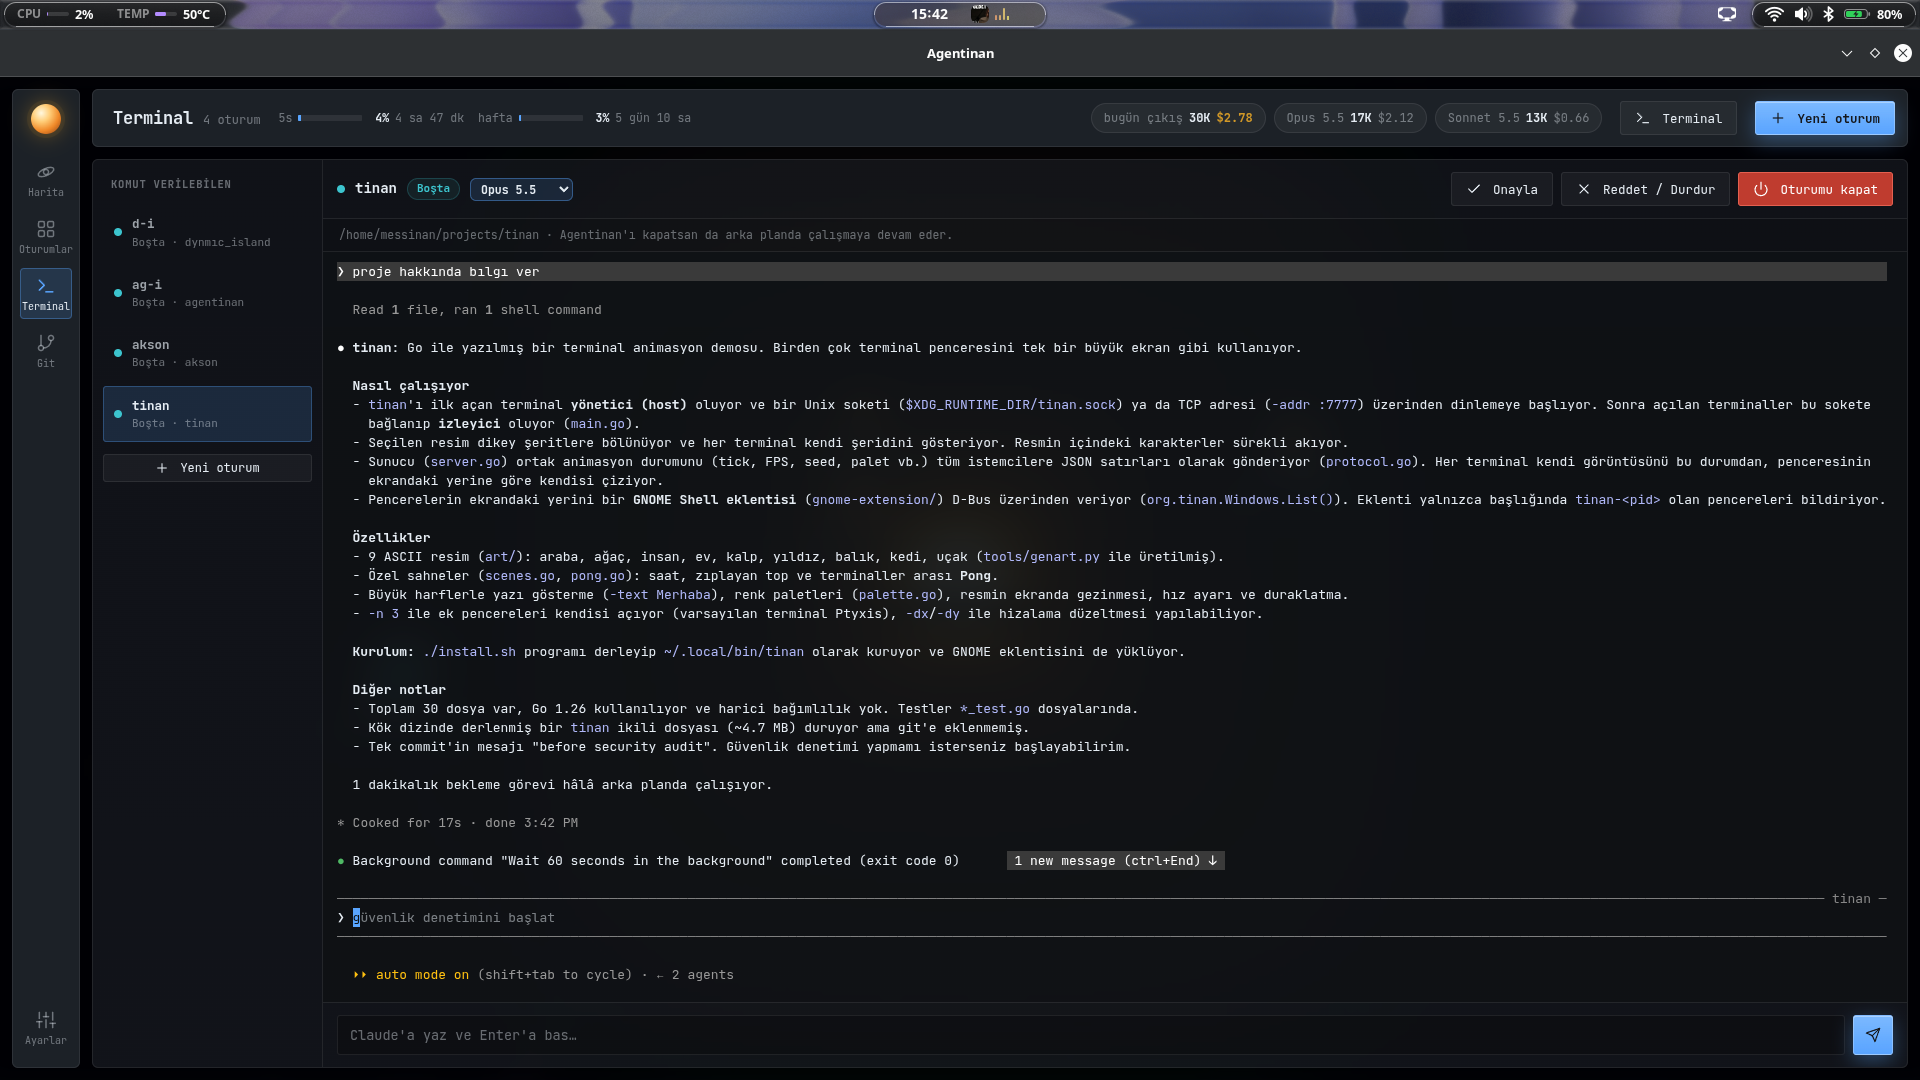 CPU 2% TEMP 50°C
15:42
80%
Agentinan
Terminal 4 oturum 5s 4% 4 sa 47 dk hafta 3% 5 gün 10 sa
bugün çıkış 30K $2.78 Opus 5.5 17K $2.12 Sonnet 5.5 13K $0.66 >_ Terminal + Yeni oturum
Harita
Oturumlar
Terminal
Git
Ayarlar
KOMUT VERİLEBİLEN
d-i
Boşta · dynmıc_island
ag-i
Boşta · agentinan
akson
Boşta · akson
tinan
Boşta · tinan
+ Yeni oturum
tinan Boşta Opus 5.5 Onayla Reddet / Durdur Oturumu kapat
/home/messinan/projects/tinan · Agentinan'ı kapatsan da arka planda çalışmaya devam eder.
❯ proje hakkında bılgı ver
Read 1 file, ran 1 shell command
● tinan: Go ile yazılmış bir terminal animasyon demosu. Birden çok terminal penceresini tek bir büyük ekran gibi kullanıyor.
Nasıl çalışıyor
- tinan'ı ilk açan terminal yönetici (host) oluyor ve bir Unix soketi ($XDG_RUNTIME_DIR/tinan.sock) ya da TCP adresi (-addr :7777) üzerinden dinlemeye başlıyor. Sonra açılan terminaller bu sokete
bağlanıp izleyici oluyor (main.go).
- Seçilen resim dikey şeritlere bölünüyor ve her terminal kendi şeridini gösteriyor. Resmin içindeki karakterler sürekli akıyor.
- Sunucu (server.go) ortak animasyon durumunu (tick, FPS, seed, palet vb.) tüm istemcilere JSON satırları olarak gönderiyor (protocol.go). Her terminal kendi görüntüsünü bu durumdan, penceresinin
ekrandaki yerine göre kendisi çiziyor.
- Pencerelerin ekrandaki yerini bir GNOME Shell eklentisi (gnome-extension/) D-Bus üzerinden veriyor (org.tinan.Windows.List()). Eklenti yalnızca başlığında tinan-<pid> olan pencereleri bildiriyor.
Özellikler
- 9 ASCII resim (art/): araba, ağaç, insan, ev, kalp, yıldız, balık, kedi, uçak (tools/genart.py ile üretilmiş).
- Özel sahneler (scenes.go, pong.go): saat, zıplayan top ve terminaller arası Pong.
- Büyük harflerle yazı gösterme (-text Merhaba), renk paletleri (palette.go), resmin ekranda gezinmesi, hız ayarı ve duraklatma.
- -n 3 ile ek pencereleri kendisi açıyor (varsayılan terminal Ptyxis), -dx/-dy ile hizalama düzeltmesi yapılabiliyor.
Kurulum: ./install.sh programı derleyip ~/.local/bin/tinan olarak kuruyor ve GNOME eklentisini de yüklüyor.
Diğer notlar
- Toplam 30 dosya var, Go 1.26 kullanılıyor ve harici bağımlılık yok. Testler *_test.go dosyalarında.
- Kök dizinde derlenmiş bir tinan ikili dosyası (~4.7 MB) duruyor ama git'e eklenmemiş.
- Tek commit'in mesajı "before security audit". Güvenlik denetimi yapmamı isterseniz başlayabilirim.
1 dakikalık bekleme görevi hâlâ arka planda çalışıyor.
* Cooked for 17s · done 3:42 PM
● Background command "Wait 60 seconds in the background" completed (exit code 0) 1 new message (ctrl+End) ↓
tinan
❯ güvenlik denetimini başlat
auto mode on (shift+tab to cycle) · ← 2 agents
Claude'a yaz ve Enter'a bas…